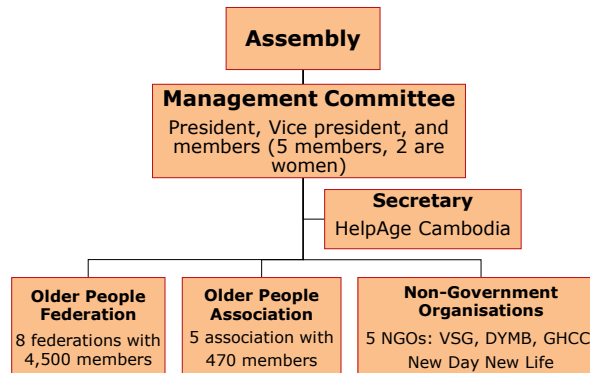 Assembly
Management Committee
President, Vice president, and
members (5 members, 2 are
women)
Secretary
HelpAge Cambodia
Older People
Federation
8 federations with
4,500 members
Older People
Association
5 association with
470 members
Non-Government
Organisations
5 NGOs: VSG, DYMB, GHCC
New Day New Life